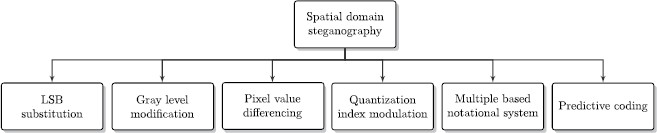 Spatial domain
steganography
LSB
substitution
Gray level
modification
Pixel value
differencing
Quantization
index modulation
Multiple based
notational system
Predictive coding